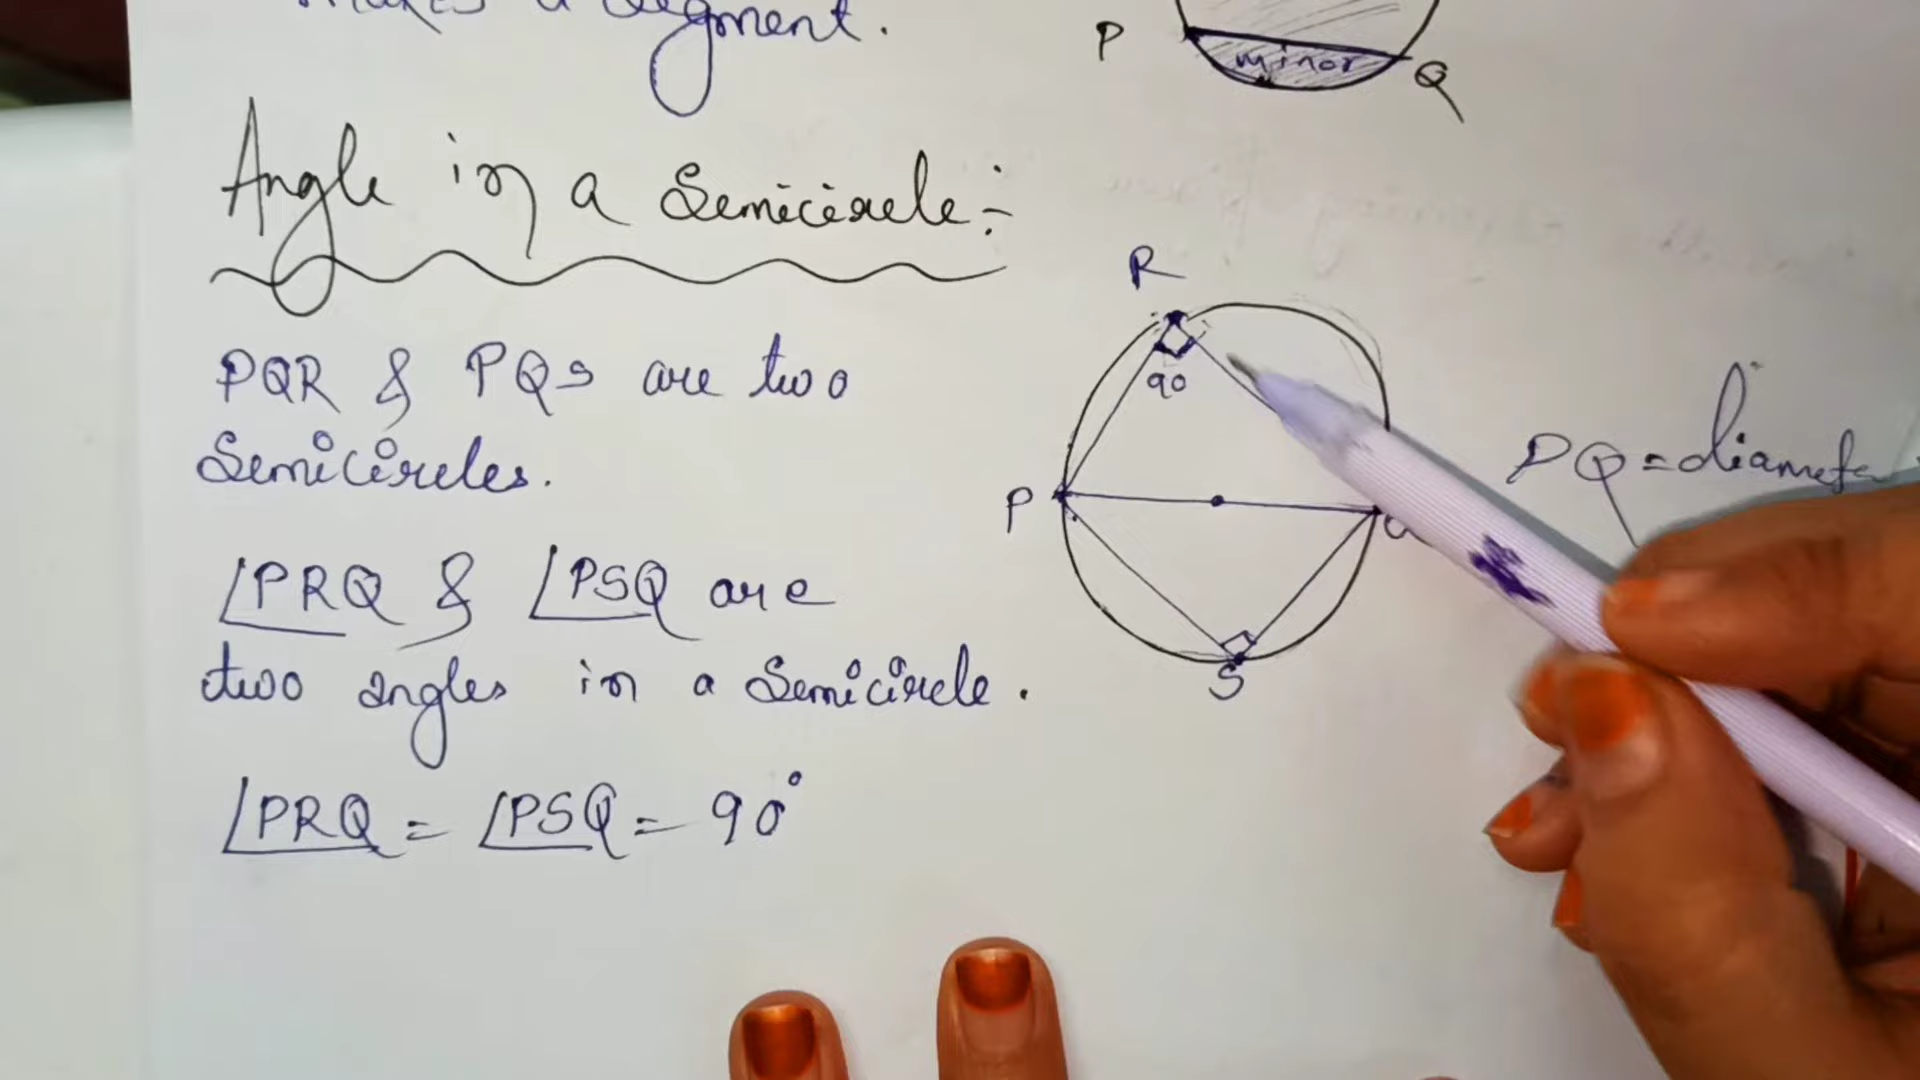 makes a segment.
P
minor
Q
Angle in a Semicircle:-
R
PQR & PQS are two
Semicircles.
90
PQ = diameter
P
Q
∠PRQ & ∠PSQ are
two angles in a Semicircle.
S
∠PRQ = ∠PSQ = 90°